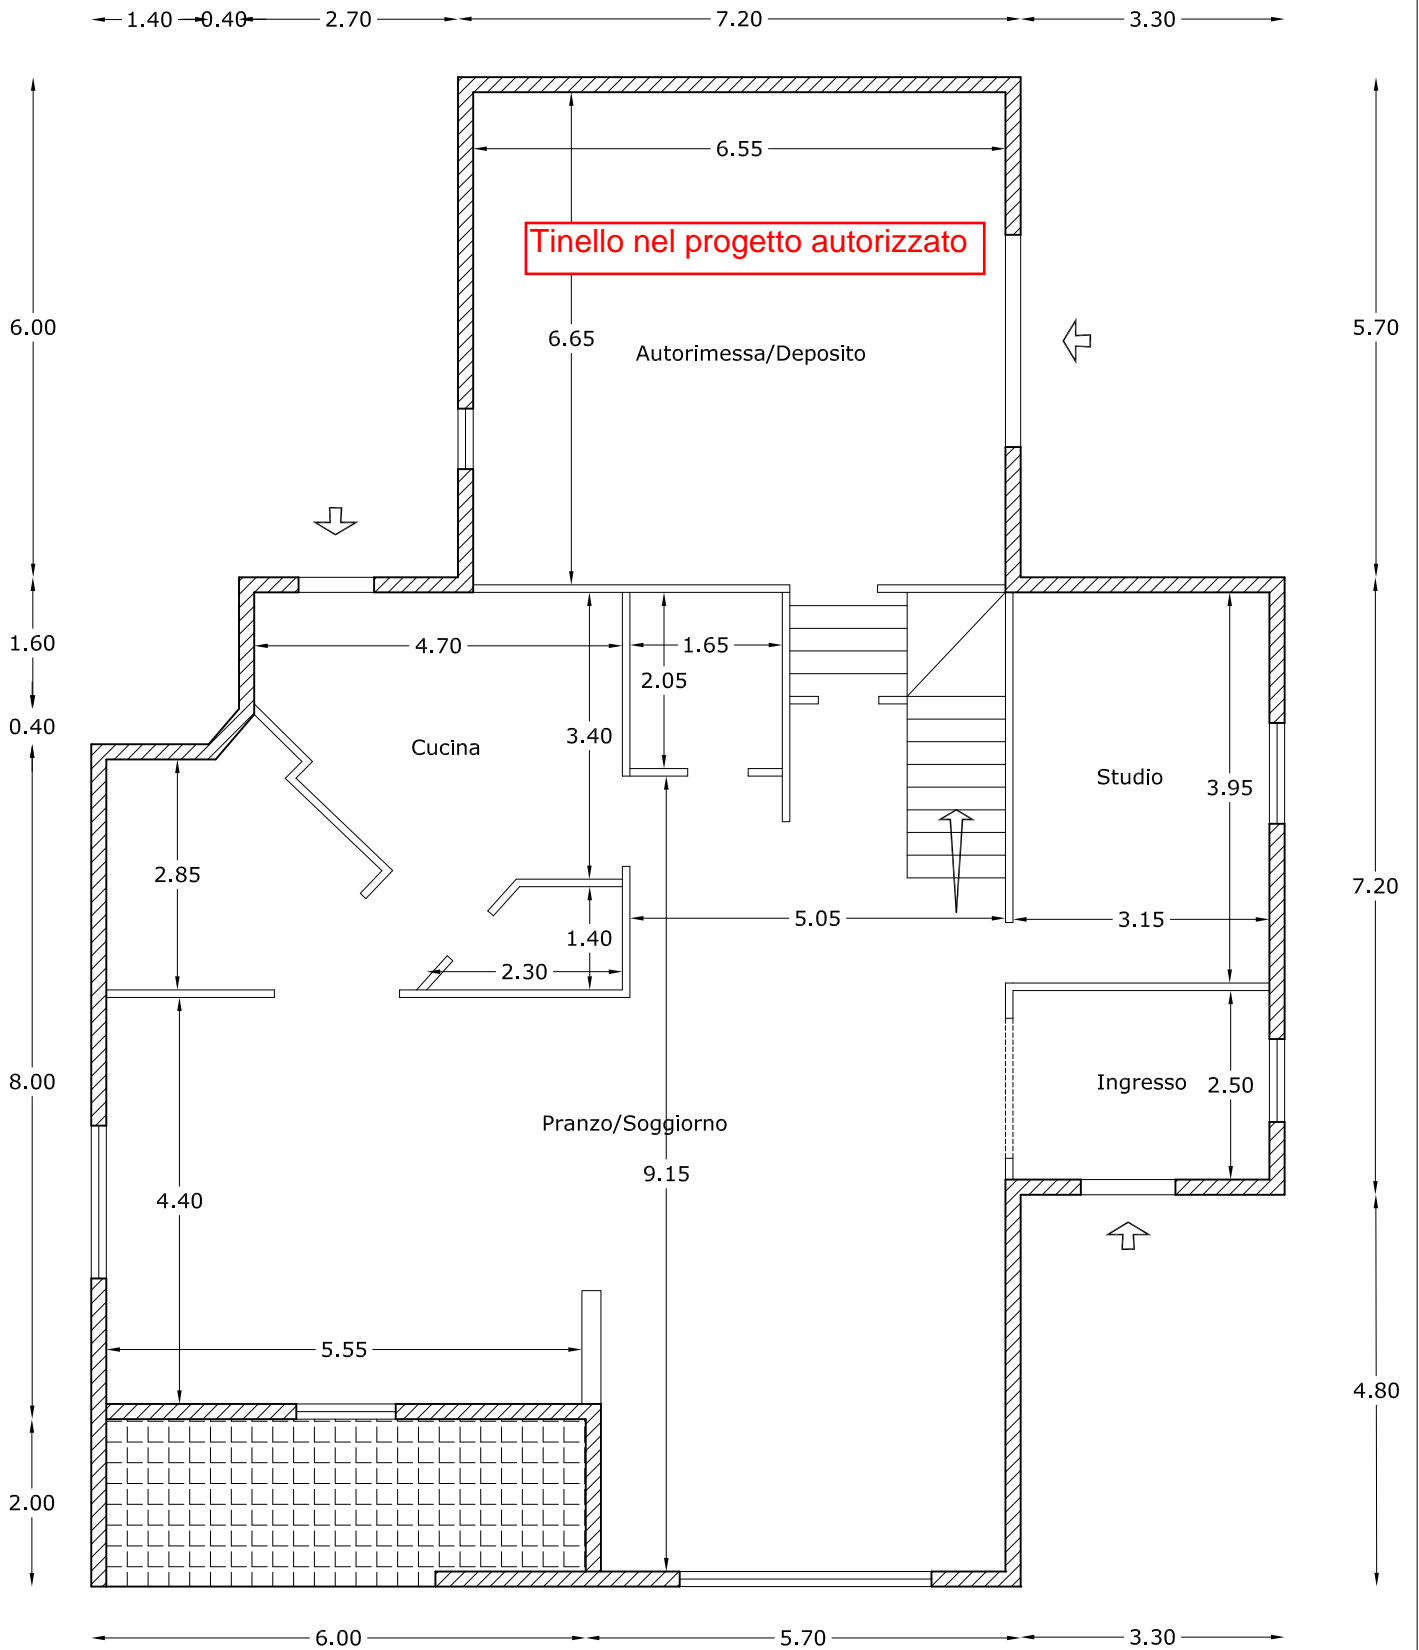 1.40 0.40 2.70 7.20 3.30
6.55
Tinello nel progetto autorizzato
6.00 6.65 Autorimessa/Deposito 5.70
1.60 4.70 1.65
2.05
0.40 Cucina 3.40
Studio 3.95
2.85 7.20
5.05 3.15
1.40
2.30
8.00 Ingresso 2.50
Pranzo/Soggiorno
9.15
4.40
5.55
4.80
2.00
6.00 5.70 3.30